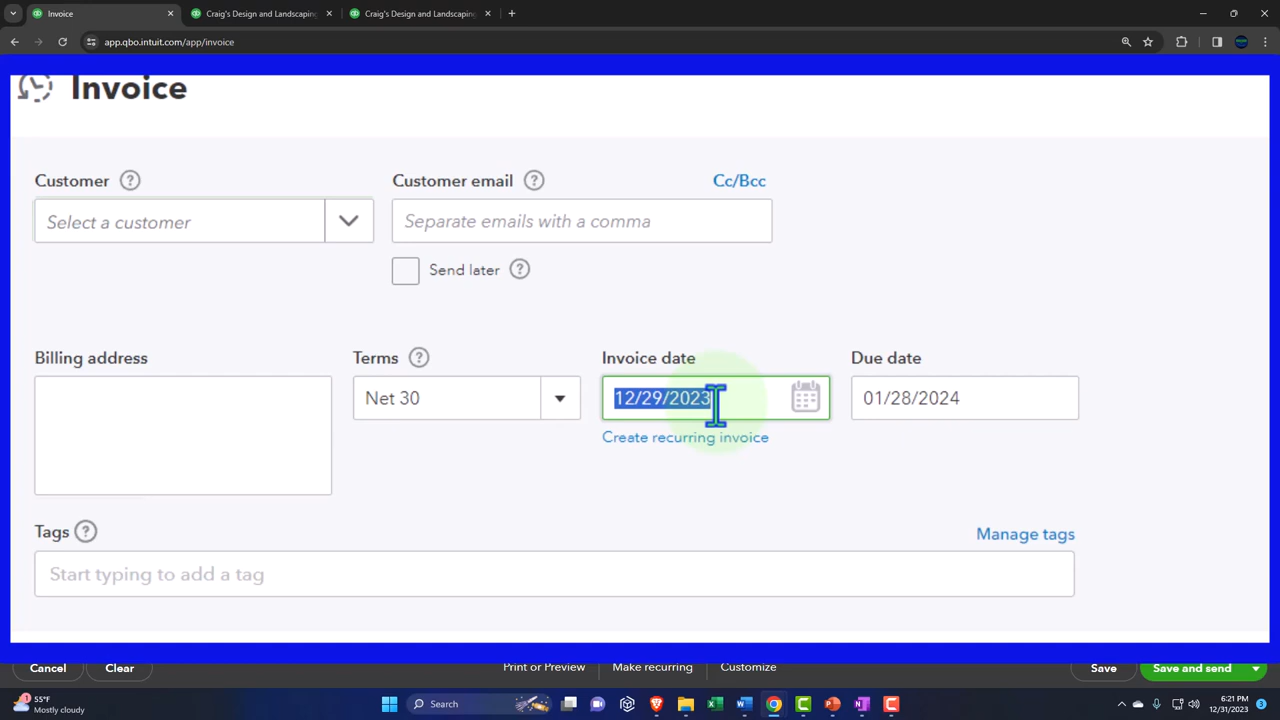 Invoice
Craig's Design and Landscaping
Craig's Design and Landscaping
app.qbo.intuit.com/app/invoice
Invoice
Customer
Customer email
Cc/Bcc
Select a customer
Separate emails with a comma
Send later
Billing address
Terms
Invoice date
Due date
Net 30
12/29/2023
01/28/2024
Create recurring invoice
Tags
Manage tags
Start typing to add a tag
Cancel
Clear
Print or Preview
Make recurring
Customize
Save
Save and send
55°F
Mostly cloudy
Search
6:21 PM
12/31/2023